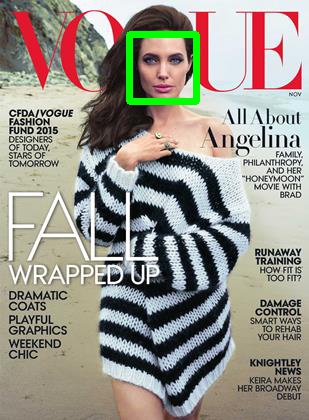 VOGUE
NOV
CFDA/VOGUE
FASHION
FUND 2015
DESIGNERS
OF TODAY,
STARS OF
TOMORROW
All About
Angelina
FAMILY,
PHILANTHROPY,
AND HER
"HONEYMOON"
MOVIE WITH
BRAD
FALL
WRAPPED UP
DRAMATIC
COATS
PLAYFUL
GRAPHICS
WEEKEND
CHIC
RUNWAY
TRAINING
HOW FIT IS
TOO FIT?
DAMAGE
CONTROL
SMART WAYS
TO REHAB
YOUR HAIR
KNIGHTLEY
NEWS
KEIRA MAKES
HER BROADWAY
DEBUT